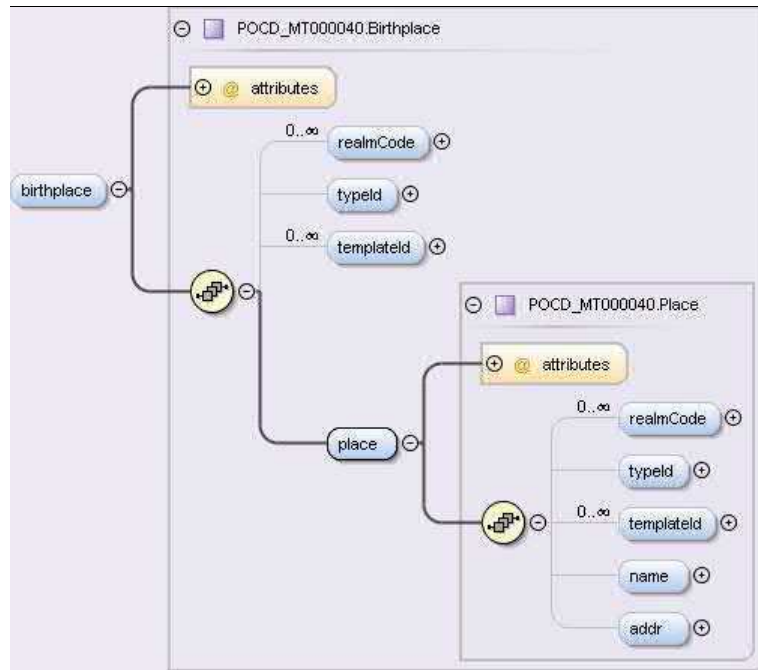 POCD_MT000040.Birthplace
@ attributes
0..∞
realmCode
birthplace
typeId
0..∞
templateId
POCD_MT000040.Place
@ attributes
0..∞
realmCode
place
typeId
0..∞
templateId
name
addr